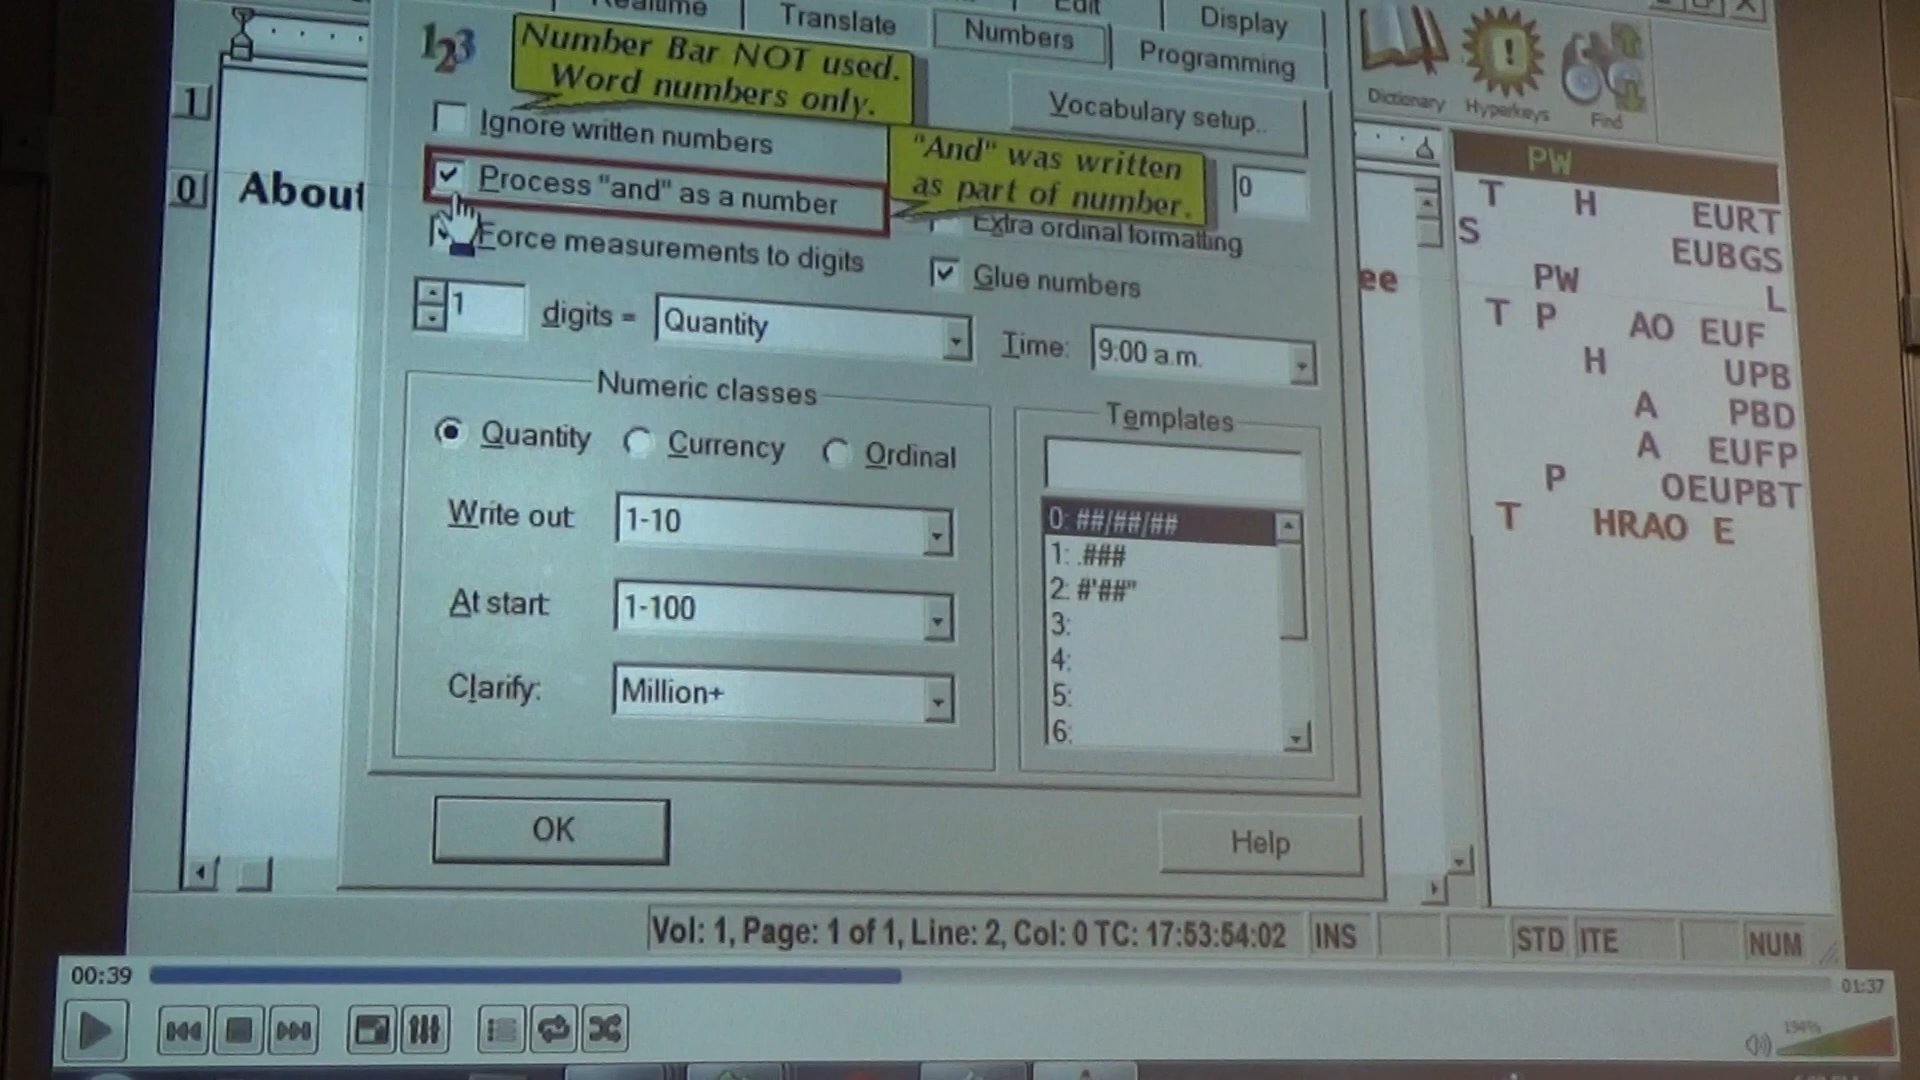 Realtime
Translate
Edit
Display
Numbers
Programming
123
Number Bar NOT used.
Word numbers only.
Vocabulary setup..
Dictionary
Hyperkeys
Find
1
Ignore written numbers
"And" was written
as part of number.
0
PW
0
About
Process "and" as a number
T H EURT
S EUBGS
Force measurements to digits
Extra ordinal formatting
Glue numbers
ee
PW L
1
digits =
Quantity
Time:
9:00 a.m.
T P AO EUF
H UPB
Numeric classes
Templates
A PBD
Quantity
Currency
Ordinal
A EUFP
P OEUPBT
Write out:
1-10
0: ##/##/##
T HRAO E
1: .###
2: #'##"
At start:
1-100
3:
4:
Clarify:
Million+
5:
6:
OK
Help
Vol: 1, Page: 1 of 1, Line: 2, Col: 0 TC: 17:53:54:02
INS
STD
ITE
NUM
00:39
01:37
194%